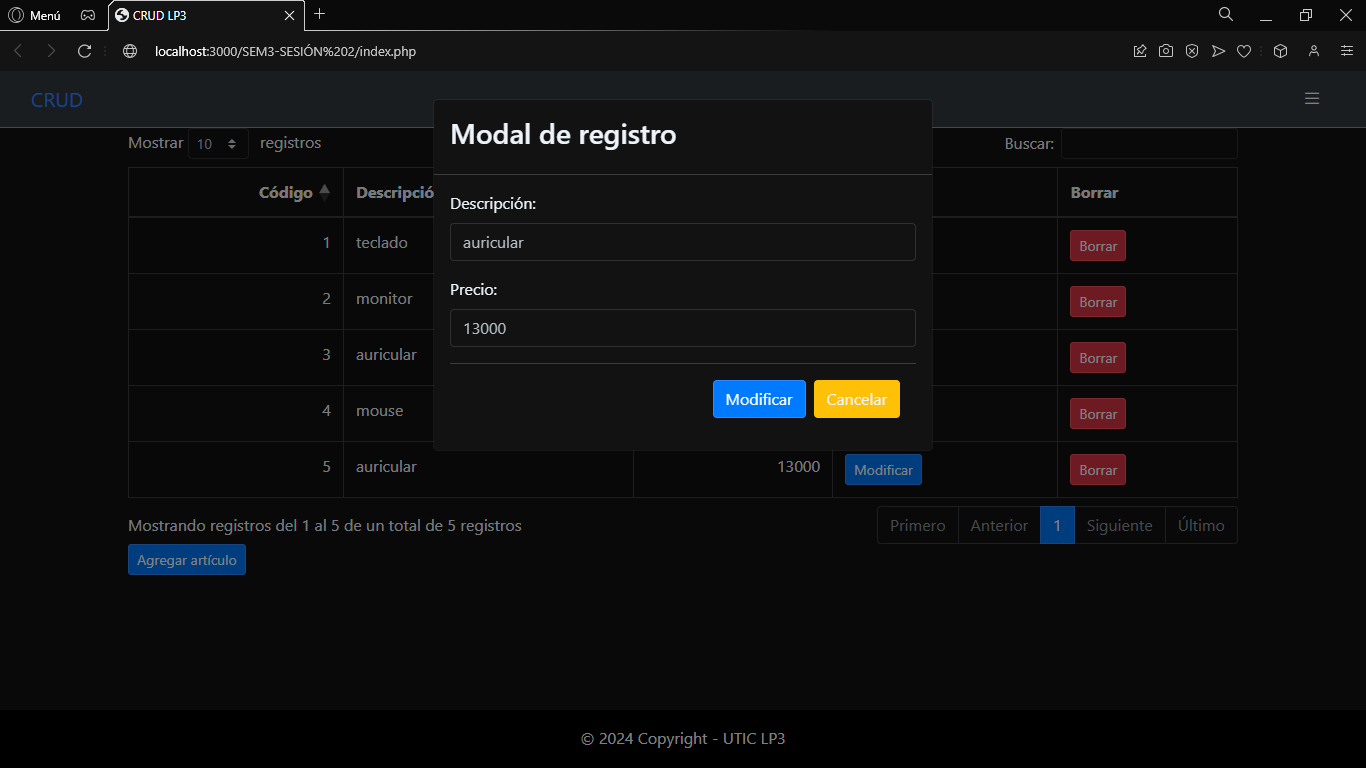 Menú
CRUD LP3
localhost:3000/SEM3-SESIÓN%202/index.php
CRUD
Modal de registro
Mostrar 10 registros
Buscar:
Código Descripció Borrar
Descripción:
auricular
Precio:
13000
Modificar Cancelar
1 teclado Borrar
2 monitor Borrar
3 auricular Borrar
4 mouse Borrar
5 auricular 13000 Modificar Borrar
Mostrando registros del 1 al 5 de un total de 5 registros
Primero Anterior 1 Siguiente Último
Agregar artículo
© 2024 Copyright - UTIC LP3